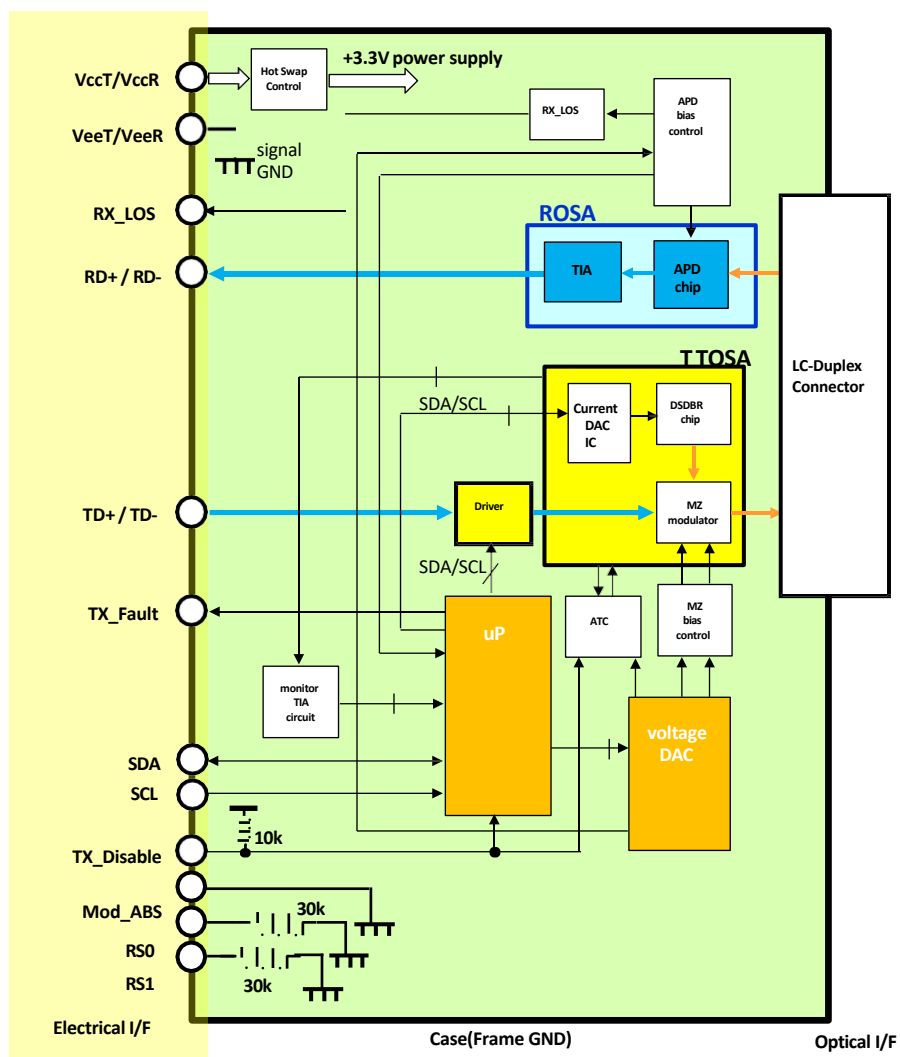 VccT/VccR
Hot Swap
Control
+3.3V power supply
VeeT/VeeR
signal
GND
RX_LOS
APD
bias
control
RX_LOS
ROSA
RD+ / RD-
TIA
APD
chip
LC-Duplex
Connector
T TOSA
SDA/SCL
Current
DAC
IC
DSDBR
chip
TD+ / TD-
Driver
MZ
modulator
SDA/SCL
TX_Fault
uP
ATC
MZ
bias
control
monitor
TIA
circuit
voltage
DAC
SDA
SCL
10k
TX_Disable
Mod_ABS
30k
RS0
30k
RS1
Electrical I/F
Case(Frame GND)
Optical I/F